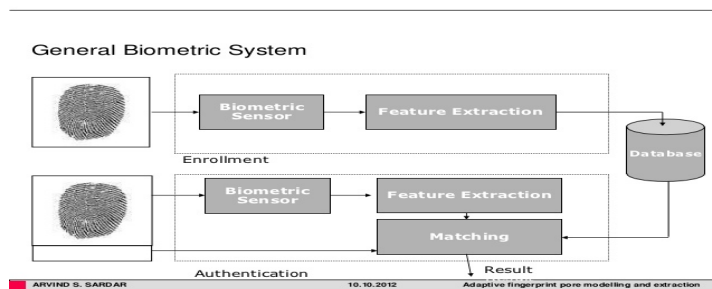 General Biometric System
Biometric
Sensor
Feature Extraction
Database
Enrollment
Biometric
Sensor
Feature Extraction
Matching
Authentication
Result
ARVIND S. SARDAR 10.10.2012 Adaptive fingerprint pore modelling and extraction